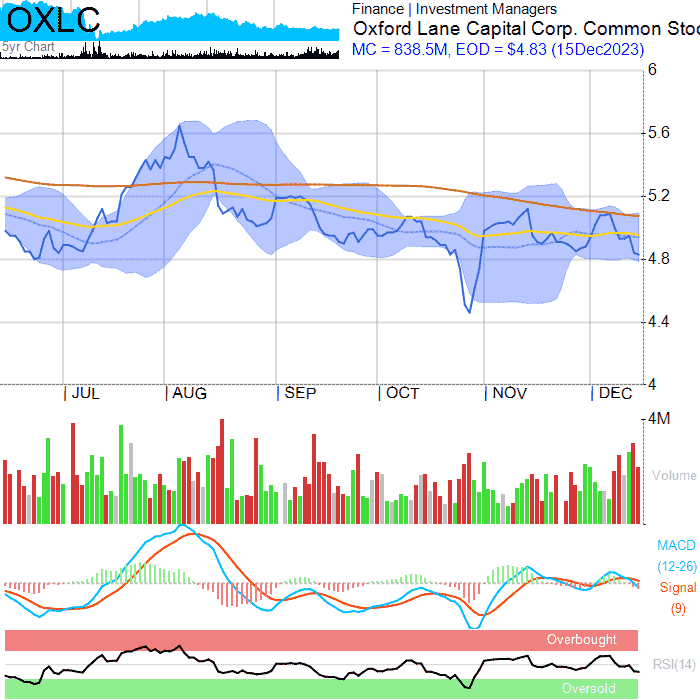 OXLC
5yr Chart
Finance | Investment Managers
Oxford Lane Capital Corp. Common Stoc
MC = 838.5M, EOD = $4.83 (15Dec2023)
6
5.6
5.2
4.8
4.4
4
JUL AUG SEP OCT NOV DEC
4M
Volume
MACD
(12-26)
Signal
(9)
Overbought
RSI(14)
Oversold